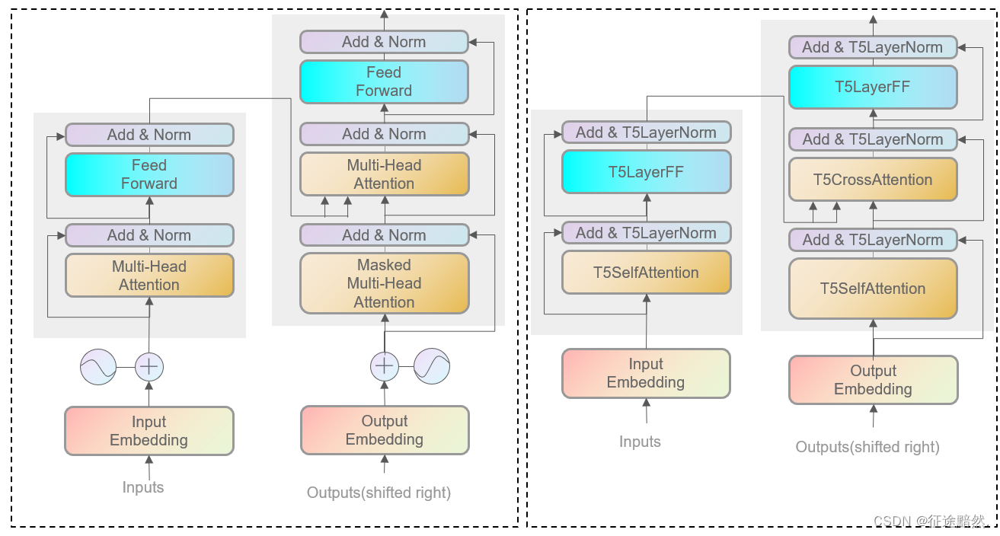 Add & Norm
Feed
Forward
Add & Norm
Multi-Head
Attention
Input
Embedding
Inputs
Add & Norm
Feed
Forward
Add & Norm
Multi-Head
Attention
Add & Norm
Masked
Multi-Head
Attention
Output
Embedding
Outputs(shifted right)
Add & T5LayerNorm
T5LayerFF
Add & T5LayerNorm
T5SelfAttention
Input
Embedding
Inputs
Add & T5LayerNorm
T5LayerFF
Add & T5LayerNorm
T5CrossAttention
Add & T5LayerNorm
T5SelfAttention
Output
Embedding
Outputs(shifted right)
CSDN @征途黯然.